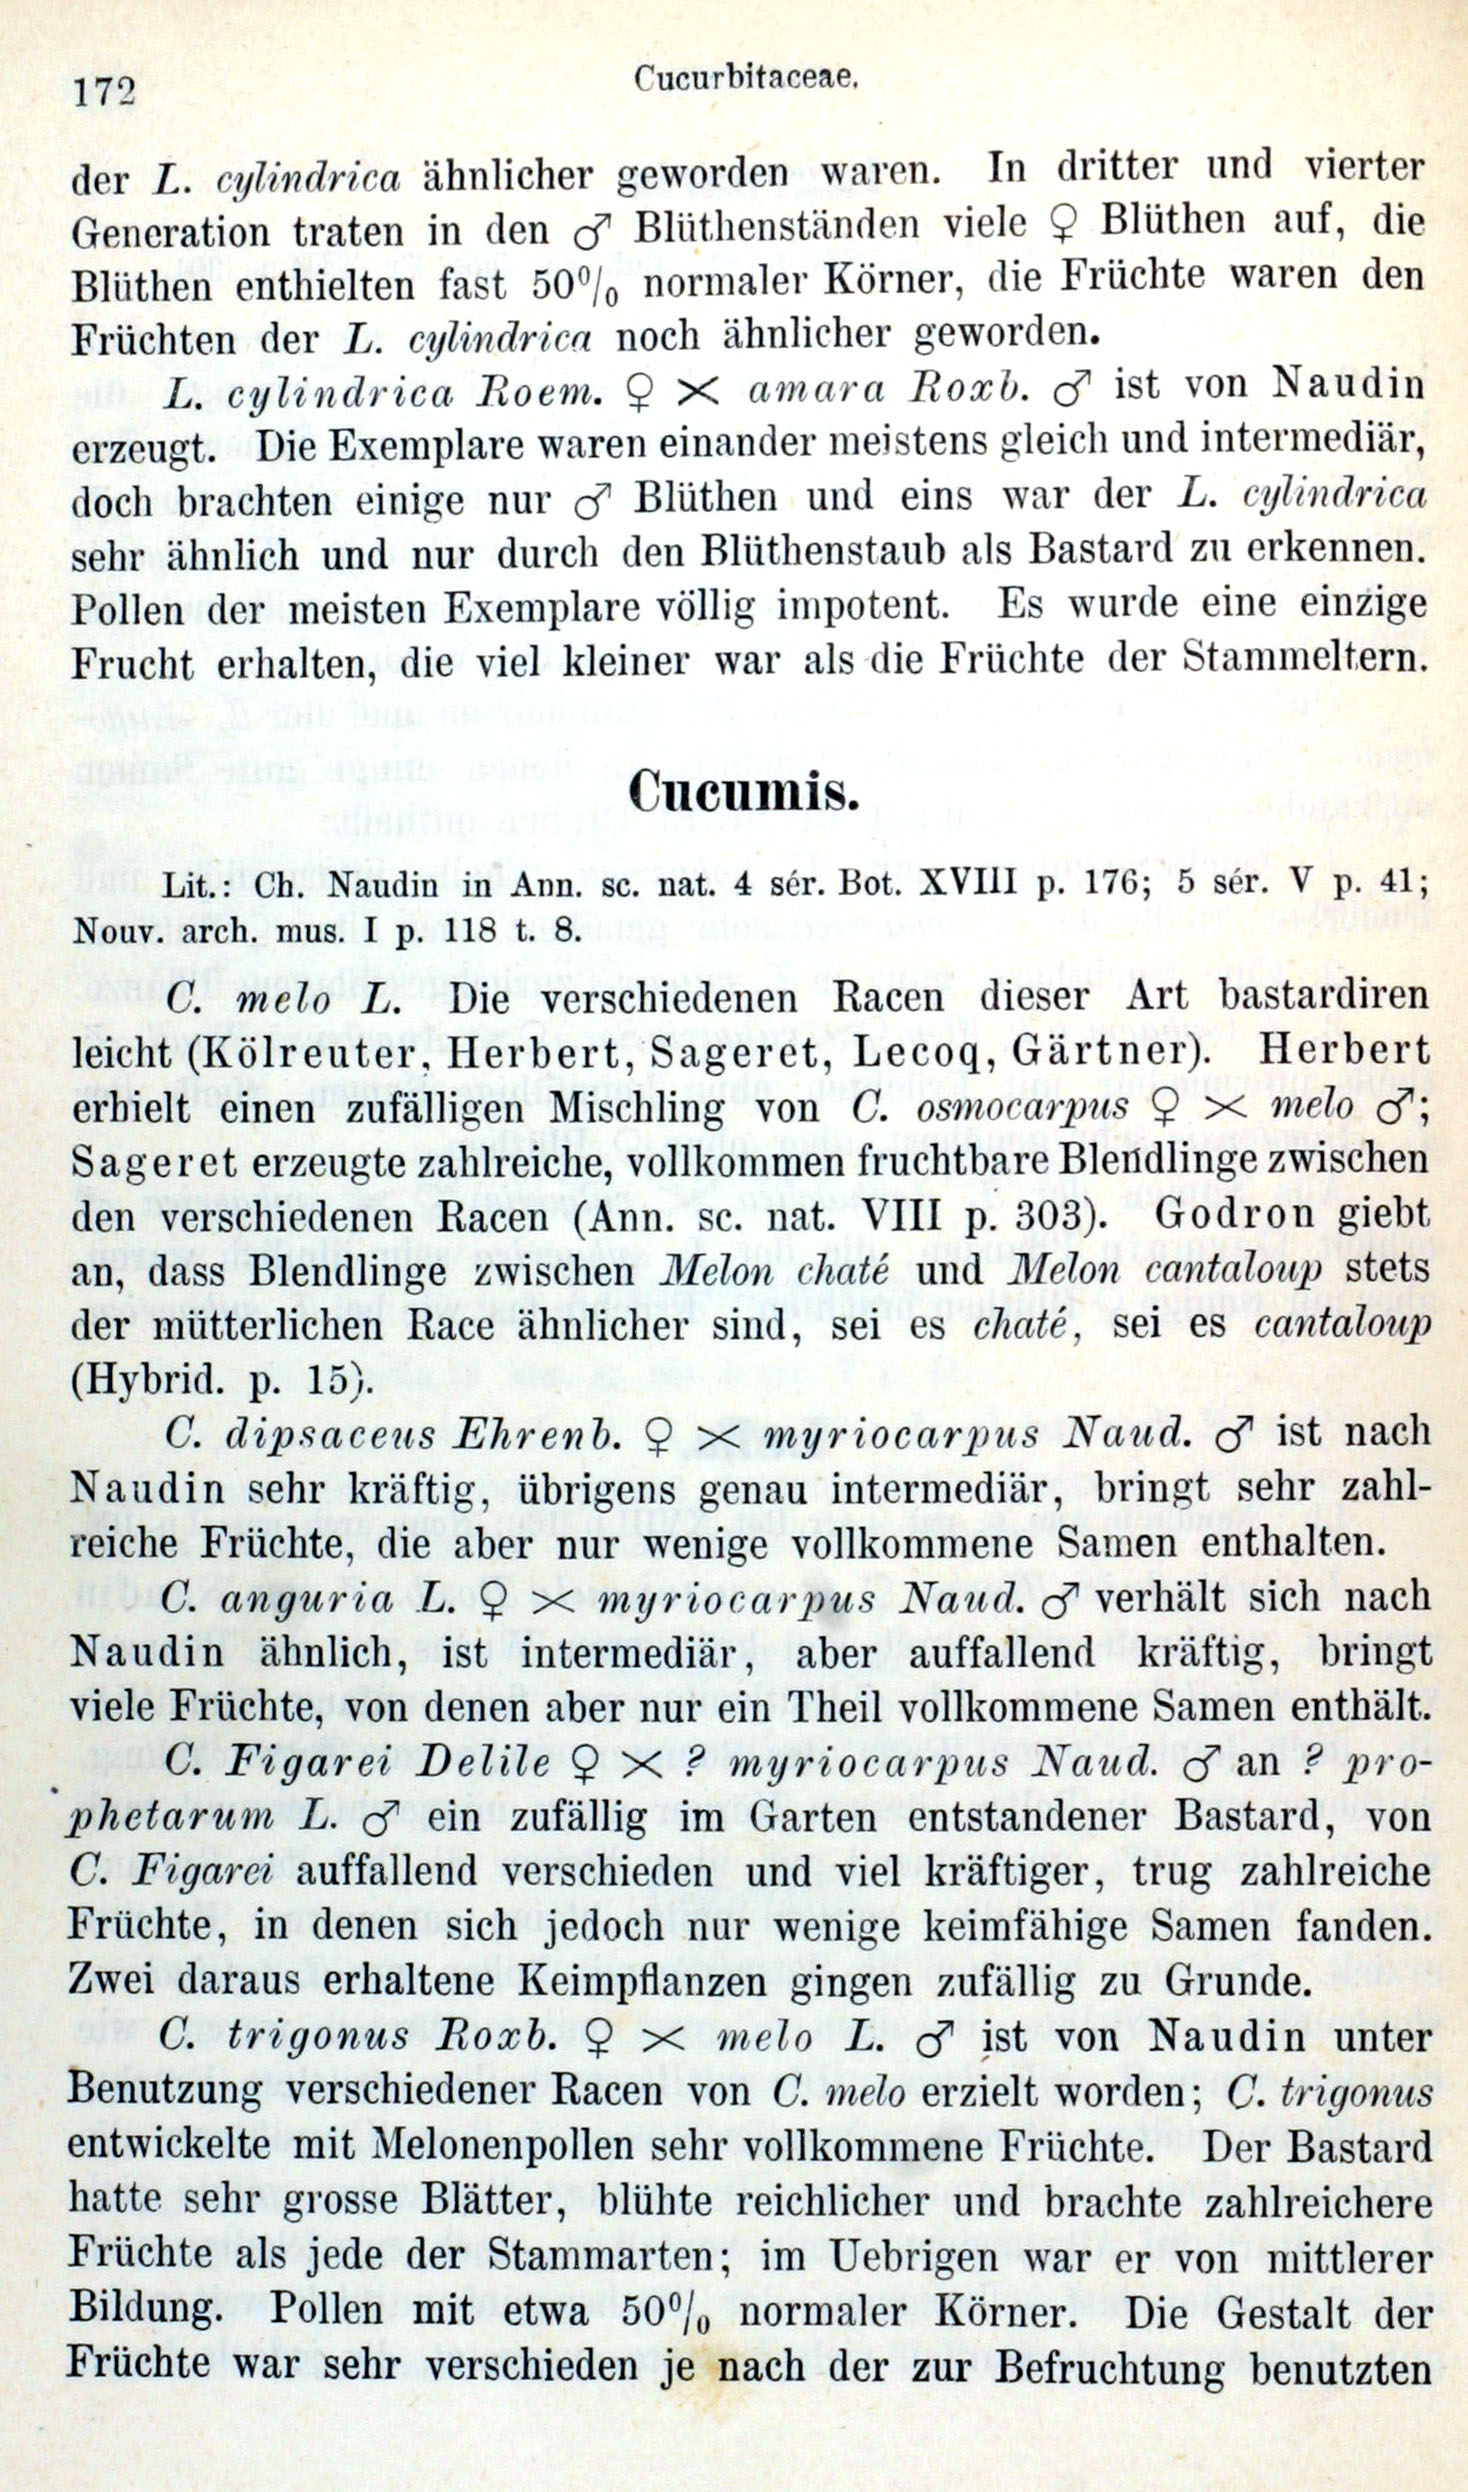 172
Cucurbitaceae.
der L. cylindrica ähnlicher geworden waren. In dritter und vierter
Generation traten in den ♂ Blüthenständen viele ♀ Blüthen auf, die
Blüthen enthielten fast 50% normaler Körner, die Früchte waren den
Früchten der L. cylindrica noch ähnlicher geworden.
L. cylindrica Roem. ♀ × amara Roxb. ♂ ist von Naudin
erzeugt. Die Exemplare waren einander meistens gleich und intermediär,
doch brachten einige nur ♂ Blüthen und eins war der L. cylindrica
sehr ähnlich und nur durch den Blüthenstaub als Bastard zu erkennen.
Pollen der meisten Exemplare völlig impotent. Es wurde eine einzige
Frucht erhalten, die viel kleiner war als die Früchte der Stammeltern.
Cucumis.
Lit.: Ch. Naudin in Ann. sc. nat. 4 sér. Bot. XVIII p. 176; 5 sér. V p. 41;
Nouv. arch. mus. I p. 118 t. 8.
C. melo L. Die verschiedenen Racen dieser Art bastardiren
leicht (Kölreuter, Herbert, Sageret, Lecoq, Gärtner). Herbert
erhielt einen zufälligen Mischling von C. osmocarpus ♀ × melo ♂;
Sageret erzeugte zahlreiche, vollkommen fruchtbare Blendlinge zwischen
den verschiedenen Racen (Ann. sc. nat. VIII p. 303). Godron giebt
an, dass Blendlinge zwischen Melon chaté und Melon cantaloup stets
der mütterlichen Race ähnlicher sind, sei es chaté, sei es cantaloup
(Hybrid. p. 15).
C. dipsaceus Ehrenb. ♀ × myriocarpus Naud. ♂ ist nach
Naudin sehr kräftig, übrigens genau intermediär, bringt sehr zahl-
reiche Früchte, die aber nur wenige vollkommene Samen enthalten.
C. anguria L. ♀ × myriocarpus Naud. ♂ verhält sich nach
Naudin ähnlich, ist intermediär, aber auffallend kräftig, bringt
viele Früchte, von denen aber nur ein Theil vollkommene Samen enthält.
C. Figarei Delile ♀ × ? myriocarpus Naud. ♂ an ? pro-
phetarum L. ♂ ein zufällig im Garten entstandener Bastard, von
C. Figarei auffallend verschieden und viel kräftiger, trug zahlreiche
Früchte, in denen sich jedoch nur wenige keimfähige Samen fanden.
Zwei daraus erhaltene Keimpflanzen gingen zufällig zu Grunde.
C. trigonus Roxb. ♀ × melo L. ♂ ist von Naudin unter
Benutzung verschiedener Racen von C. melo erzielt worden; C. trigonus
entwickelte mit Melonenpollen sehr vollkommene Früchte. Der Bastard
hatte sehr grosse Blätter, blühte reichlicher und brachte zahlreichere
Früchte als jede der Stammarten; im Uebrigen war er von mittlerer
Bildung. Pollen mit etwa 50% normaler Körner. Die Gestalt der
Früchte war sehr verschieden je nach der zur Befruchtung benutzten